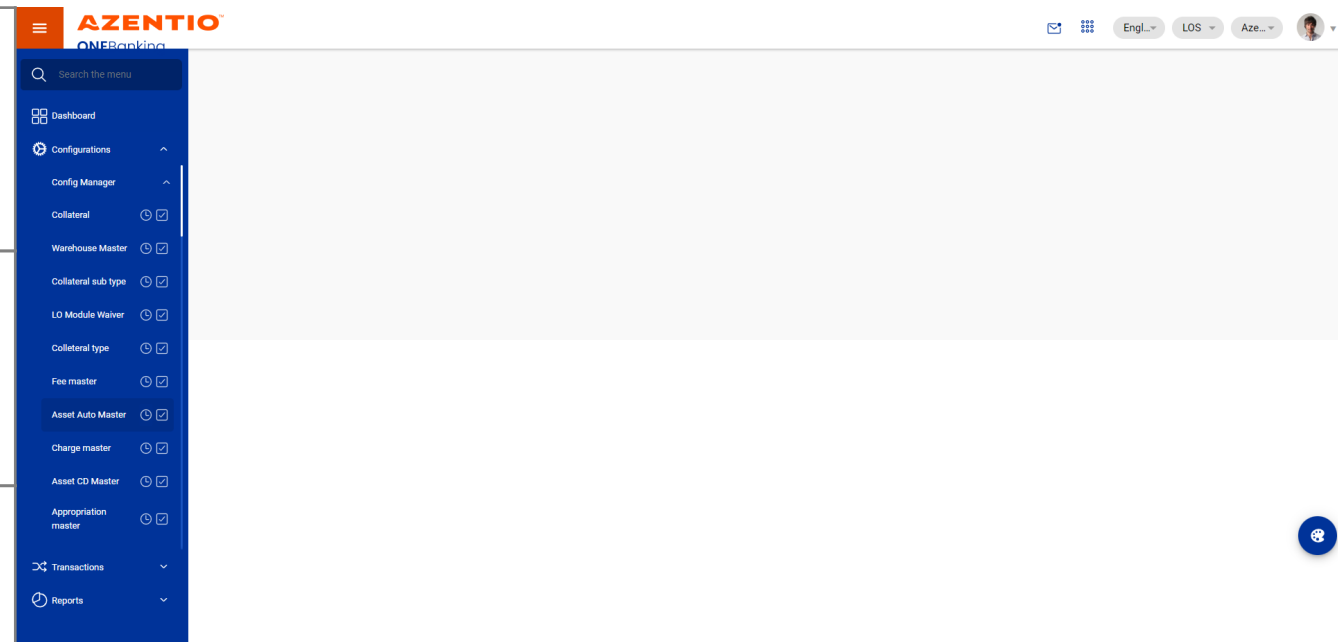 AZENTIO™
ONEBanking
Engl...
LOS
Aze...
Search the menu
Dashboard
Configurations
Config Manager
Collateral
Warehouse Master
Collateral sub type
LO Module Waiver
Colleteral type
Fee master
Asset Auto Master
Charge master
Asset CD Master
Appropriation
master
Transactions
Reports